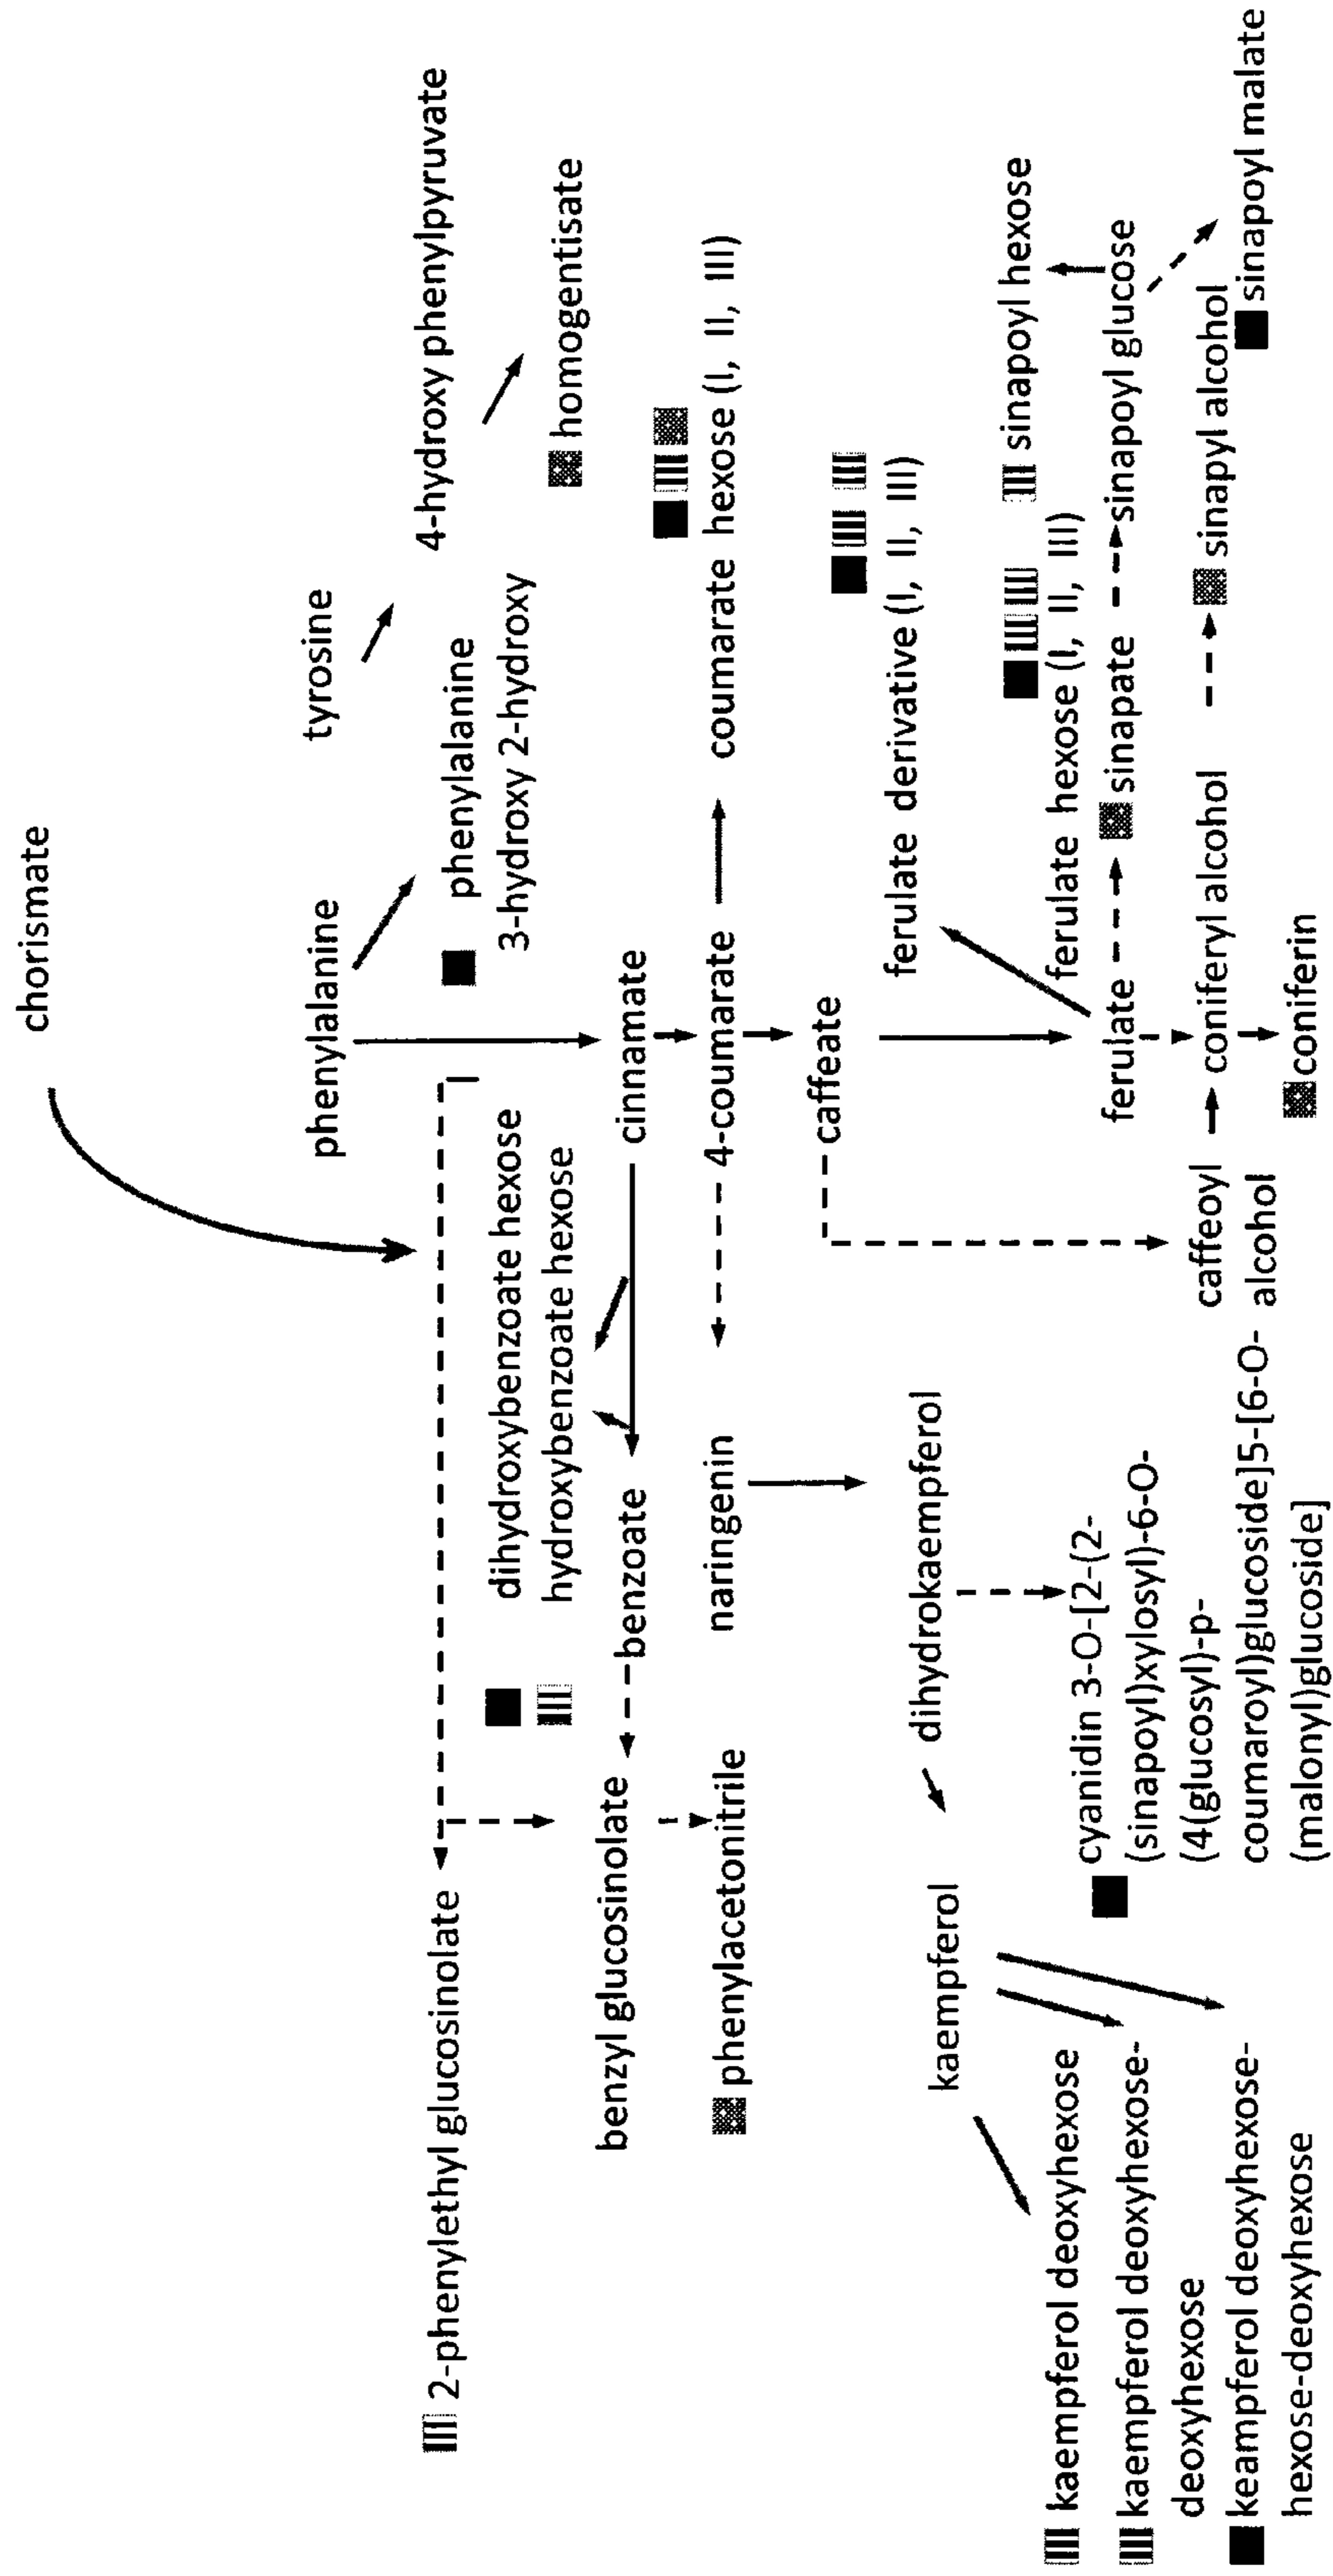 chorismate
phenylalanine
tyrosine
2-phenylethyl glucosinolate
phenylalanine
3-hydroxy 2-hydroxy
4-hydroxy phenylpyruvate
dihydroxybenzoate hexose
hydroxybenzoate hexose
homogentisate
benzyl glucosinolate
benzoate
cinnamate
phenylacetonitrile
naringenin
4-coumarate
coumarate hexose (I, II, III)
caffeate
ferulate derivative (I, II, III)
kaempferol
dihydrokaempferol
sinapoyl hexose
ferulate hexose (I, II, III)
kaempferol deoxyhexose
kaempferol deoxyhexose-
deoxyhexose
keampferol deoxyhexose-
hexose-deoxyhexose
cyanidin 3-O-[2-(2-
(sinapoyl)xylosyl)-6-O-
(4(glucosyl)-p-
coumaroyl)glucoside]5-[6-O-
(malonyl)glucoside]
ferulate
sinapate
sinapoyl glucose
caffeoyl
alcohol
coniferyl alcohol
sinapyl alcohol
sinapoyl malate
coniferin